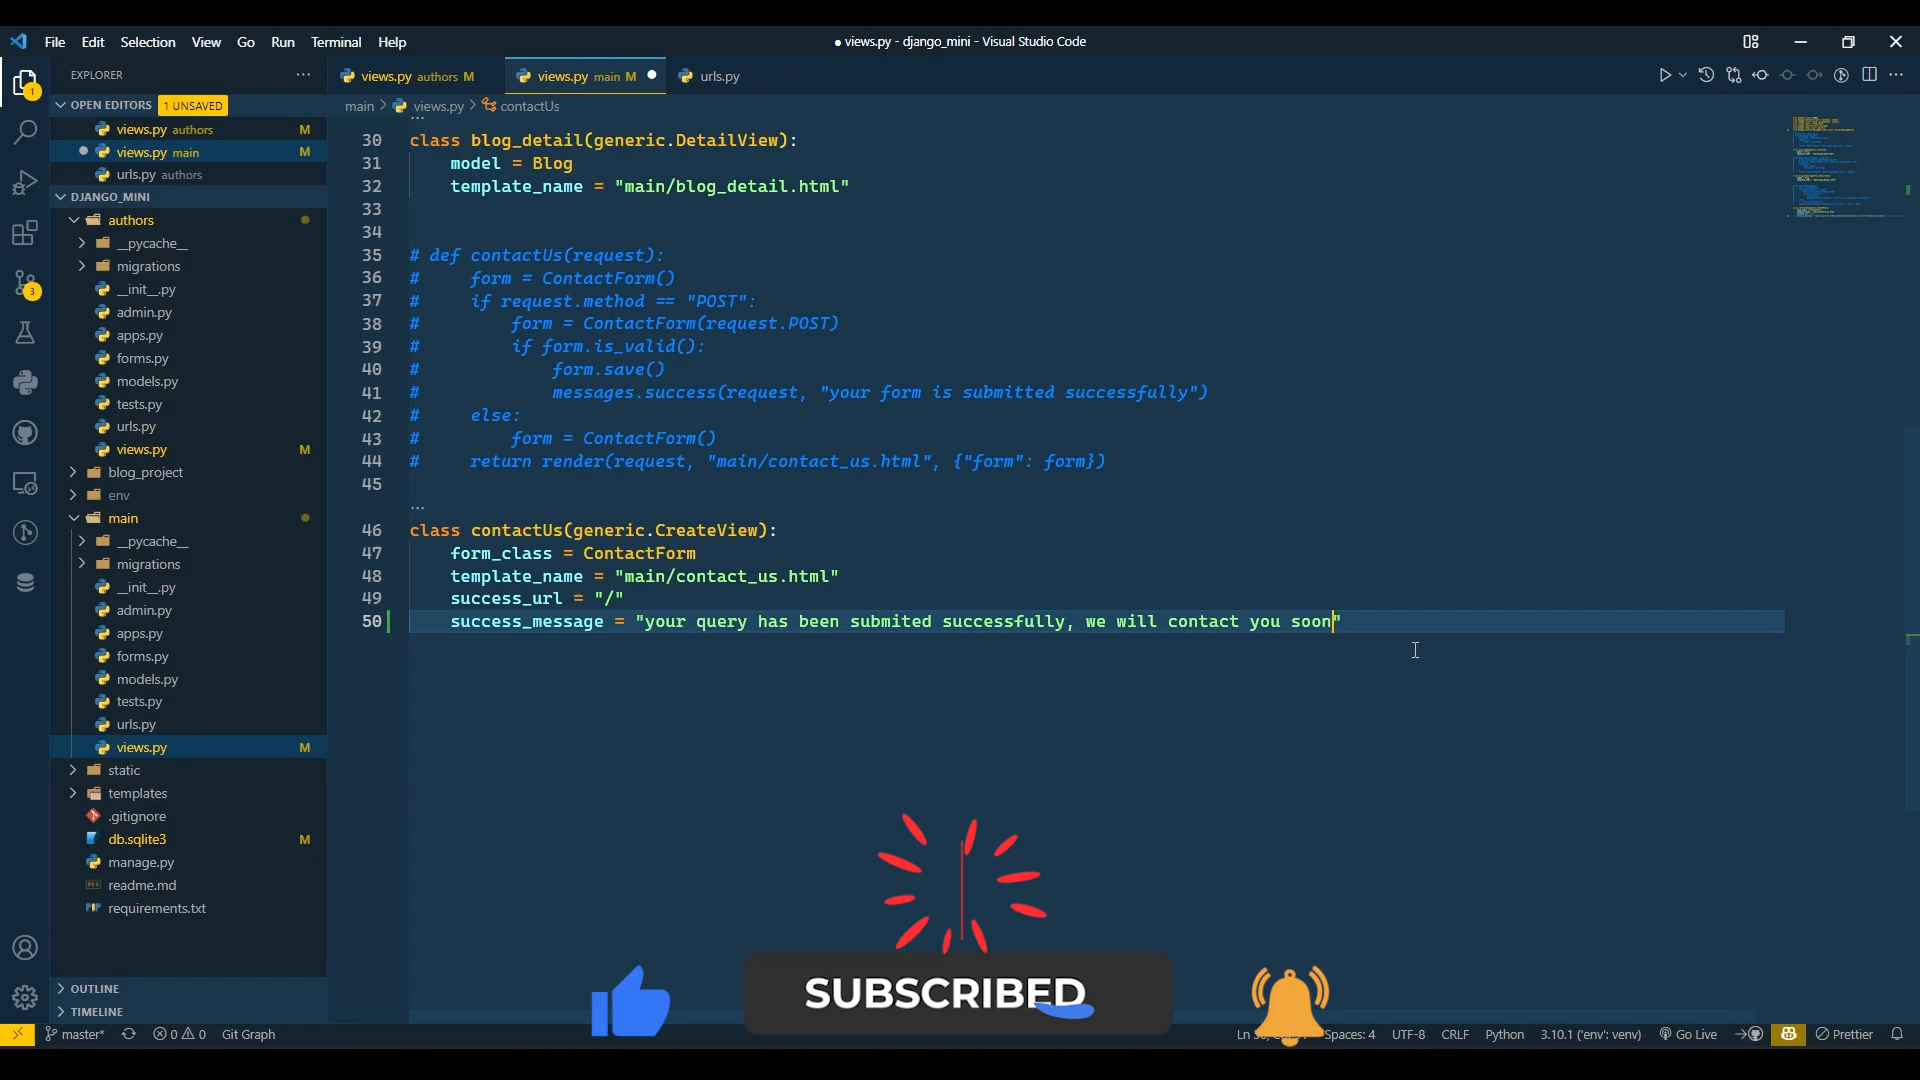 File Edit Selection View Go Run Terminal Help
● views.py - django_mini - Visual Studio Code
EXPLORER
views.py authors M
views.py main M
urls.py
OPEN EDITORS 1 UNSAVED
views.py authors M
views.py main M
urls.py authors
DJANGO_MINI
authors
__pycache__
migrations
__init__.py
admin.py
apps.py
forms.py
models.py
tests.py
urls.py
views.py M
blog_project
env
main
__pycache__
migrations
__init__.py
admin.py
apps.py
forms.py
models.py
tests.py
urls.py
views.py M
static
templates
.gitignore
db.sqlite3 M
manage.py
readme.md
requirements.txt
OUTLINE
TIMELINE
1
3
main > views.py > contactUs
30 class blog_detail(generic.DetailView):
31 model = Blog
32 template_name = "main/blog_detail.html"
33
34
35 # def contactUs(request):
36 # form = ContactForm()
37 # if request.method == "POST":
38 # form = ContactForm(request.POST)
39 # if form.is_valid():
40 # form.save()
41 # messages.success(request, "your form is submitted successfully")
42 # else:
43 # form = ContactForm()
44 # return render(request, "main/contact_us.html", {"form": form})
45
46 class contactUs(generic.CreateView):
47 form_class = ContactForm
48 template_name = "main/contact_us.html"
49 success_url = "/"
50 success_message = "your query has been submited successfully, we will contact you soon"
SUBSCRIBED
master* 0 0 Git Graph
Ln Spaces: 4 UTF-8 CRLF Python 3.10.1 ('env': venv) Go Live Prettier